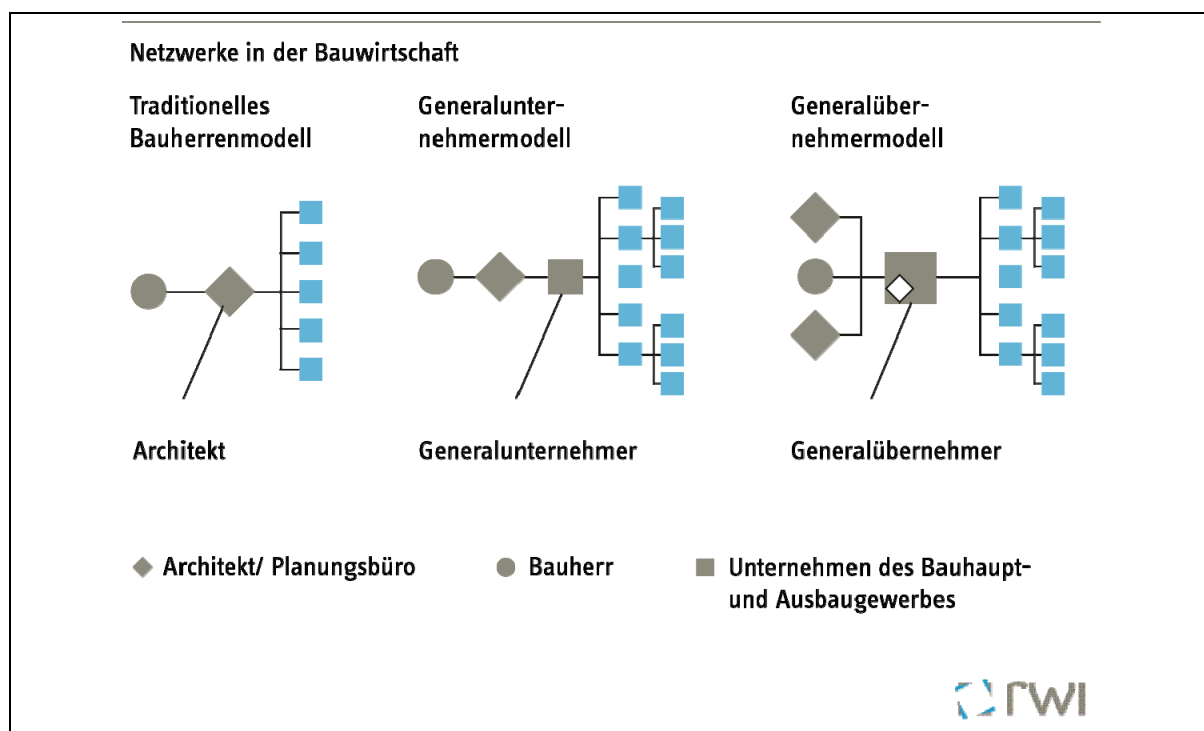 Netzwerke in der Bauwirtschaft
Traditionelles
Bauherrenmodell
Generalunter-
nehmermodell
Generalüber-
nehmermodell
Architekt
Generalunternehmer
Generalübernehmer
Architekt/ Planungsbüro
Bauherr
Unternehmen des Bauhaupt-
und Ausbaugewerbes
rwi